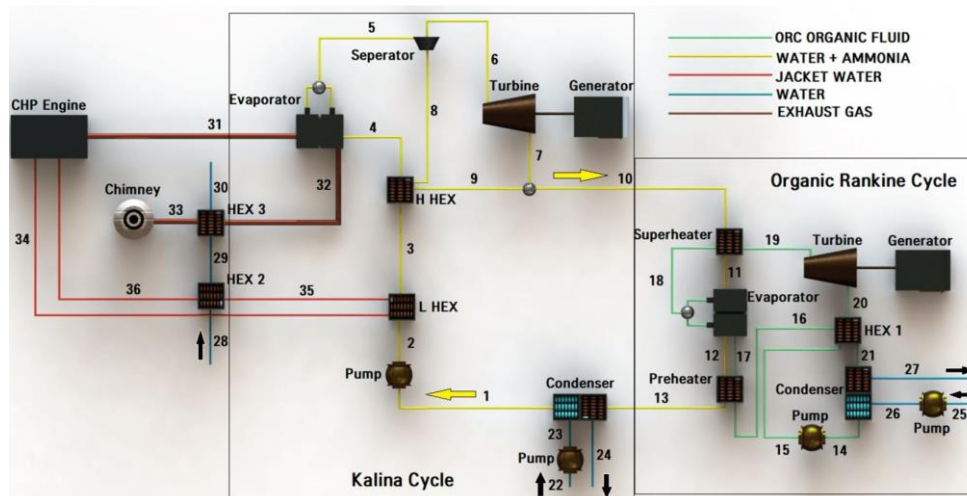 5
Seperator
6
ORC ORGANIC FLUID
WATER + AMMONIA
JACKET WATER
WATER
EXHAUST GAS
CHP Engine
Evaporator
Turbine
Generator
31
4
8
7
32
9
10
H HEX
Chimney
30
33
HEX 3
34
29
3
36
HEX 2
35
L HEX
28
2
Pump
1
Condenser
13
23
24
Pump
22
Kalina Cycle
Organic Rankine Cycle
Superheater
19
Turbine
Generator
18
11
Evaporator
20
16
HEX 1
12
17
21
27
Preheater
Condenser
26
25
Pump
Pump
15
14